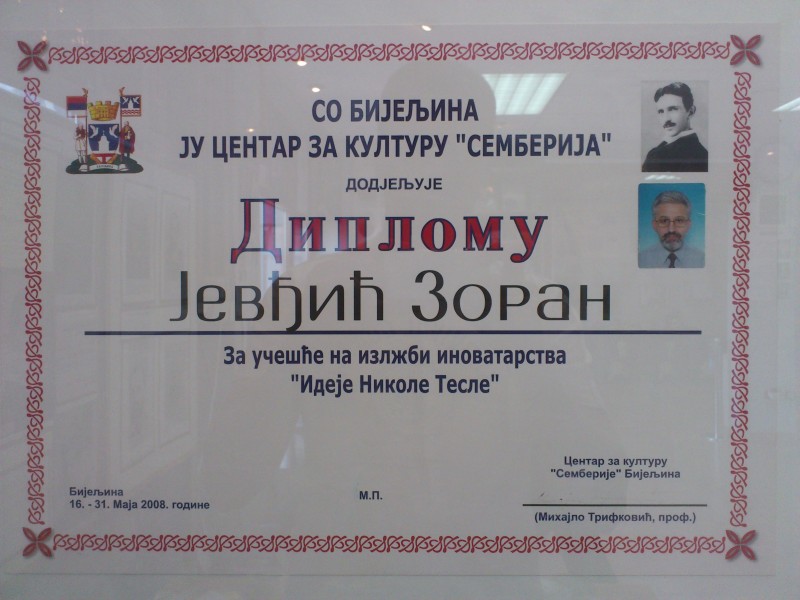 СО БИЈЕЉИНА
ЈУ ЦЕНТАР ЗА КУЛТУРУ "СЕМБЕРИЈА"
ДОДЈЕЉУЈЕ
Диплому
Јевђић Зоран
За учешће на излжби иноватарства
"Идеје Николе Тесле"
Центар за културу
"Семберије" Бијељина
Бијељина
16. - 31. Маја 2008. године
М.П.
(Михајло Трифковић, проф.)